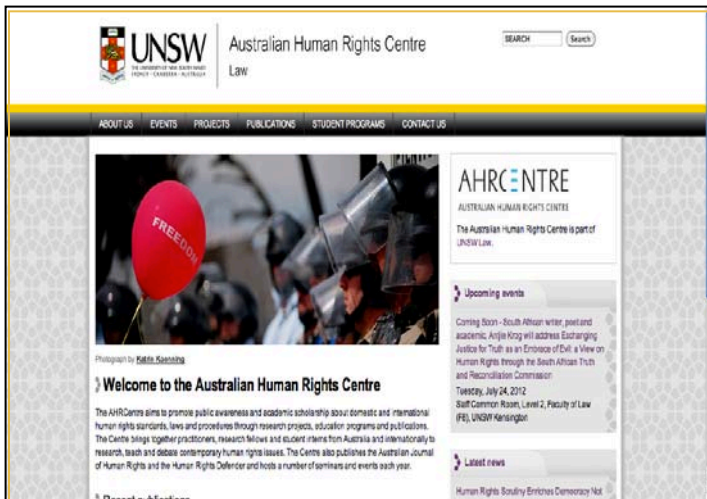 UNSW
THE UNIVERSITY OF NEW SOUTH WALES
SYDNEY · CANBERRA · AUSTRALIA
Australian Human Rights Centre
Law
SEARCH
Search
ABOUT US EVENTS PROJECTS PUBLICATIONS STUDENT PROGRAMS CONTACT US
FREEDOM
AHRCENTRE
AUSTRALIAN HUMAN RIGHTS CENTRE
The Australian Human Rights Centre is part of
UNSW Law.
Upcoming events
Coming Soon - South African writer, poet and
academic, Antjie Krog will address Exchanging
Justice for Truth as an Embrace of Evil: a View on
Human Rights through the South African Truth
and Reconciliation Commission
Tuesday, July 24, 2012
Staff Common Room, Level 2, Faculty of Law
(F8), UNSW Kensington
Latest news
Human Rights Scrutiny Enriches Democracy Not
Photograph by
Welcome to the Australian Human Rights Centre
The AHRCentre aims to promote public awareness and academic scholarship about domestic and international
human rights standards, laws and procedures through research projects, education programs and publications.
The Centre brings together practitioners, research fellows and student interns from Australia and internationally to
research, teach and debate contemporary human rights issues. The Centre also publishes the Australian Journal
of Human Rights and the Human Rights Defender and hosts a number of seminars and events each year.
Recent publications